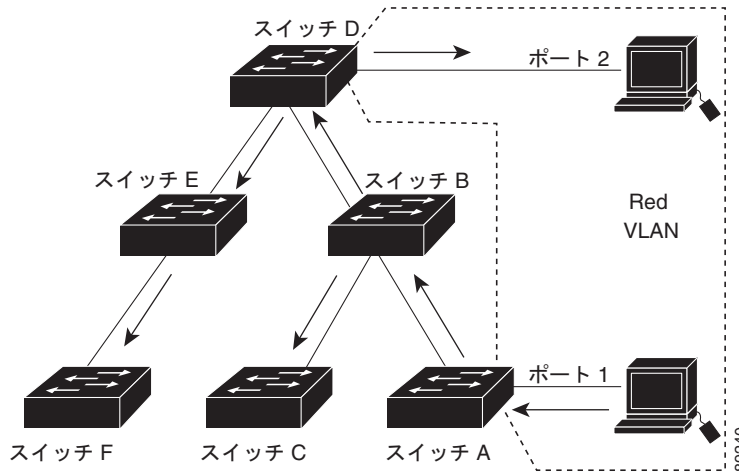 スイッチ D
ポート 2
スイッチ E
スイッチ B
Red
VLAN
ポート 1
スイッチ F
スイッチ C
スイッチ A